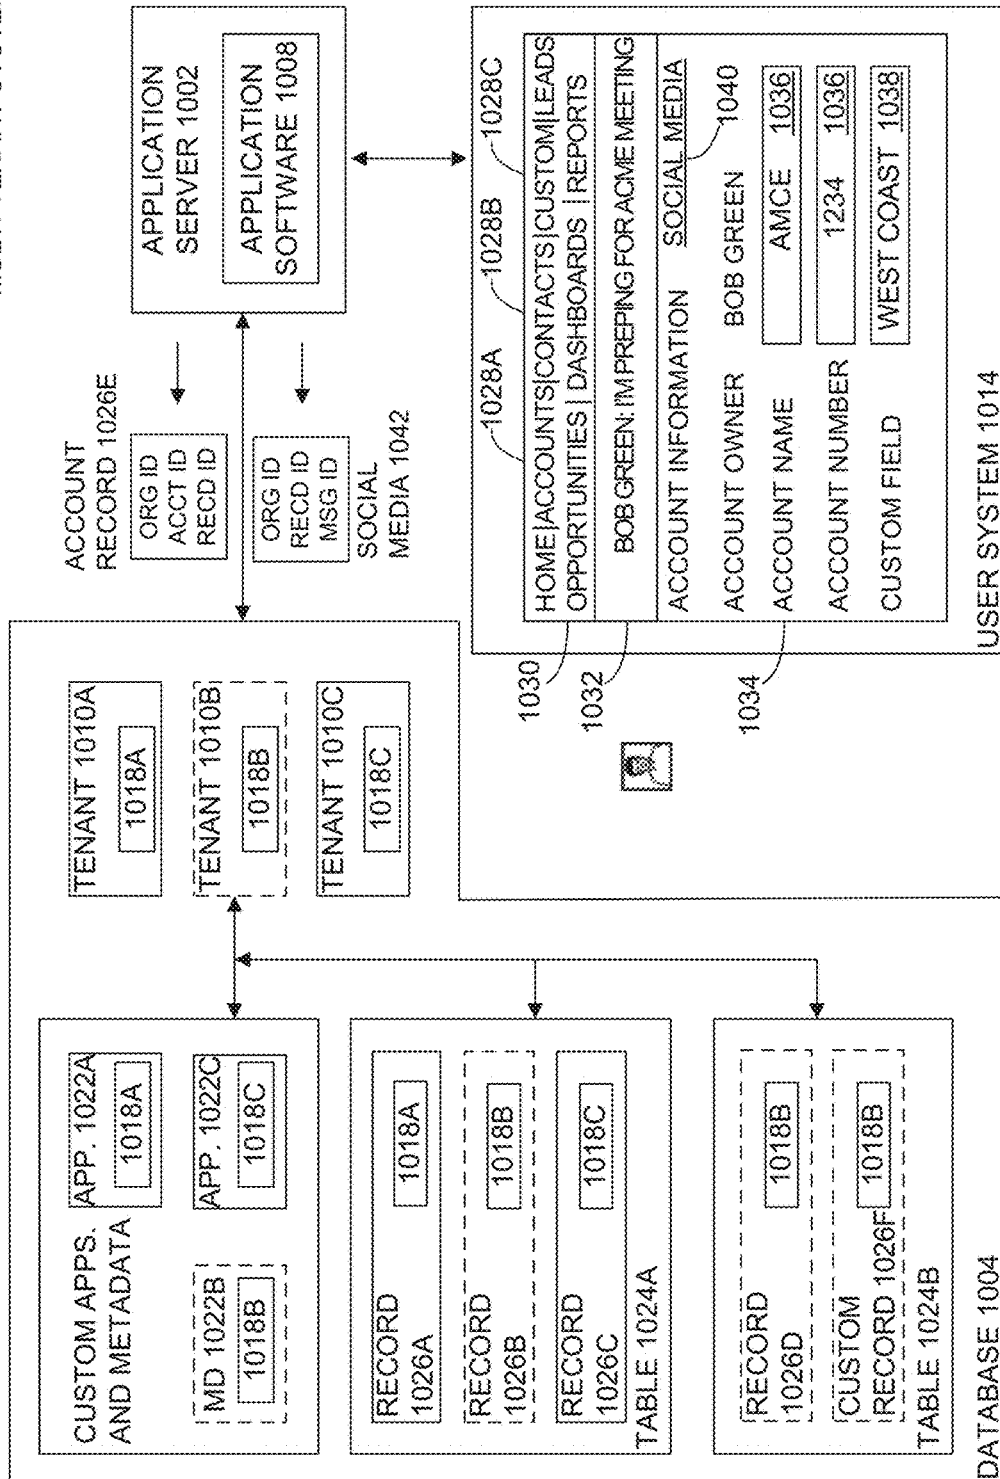 CUSTOM APPS.
AND METADATA
APP. 1022A
1018A
MD 1022B
1018B
APP. 1022C
1018C
RECORD
1026A
1018A
RECORD
1026B
1018B
RECORD
1026C
1018C
TABLE 1024A
RECORD
1026D
1018B
CUSTOM
RECORD 1026F
1018B
TABLE 1024B
DATABASE 1004
TENANT 1010A
1018A
TENANT 1010B
1018B
TENANT 1010C
1018C
ACCOUNT
RECORD 1026E
ORG ID
ACCT ID
RECD ID
ORG ID
RECD ID
MSG ID
SOCIAL
MEDIA 1042
APPLICATION
SERVER 1002
APPLICATION
SOFTWARE 1008
1028A
1028B
1028C
1030
HOME|ACCOUNTS|CONTACTS|CUSTOM|LEADS
OPPORTUNITIES | DASHBOARDS | REPORTS
1032
BOB GREEN: I'M PREPING FOR ACME MEETING
ACCOUNT INFORMATION SOCIAL MEDIA
1040
ACCOUNT OWNER BOB GREEN
1034
ACCOUNT NAME AMCE 1036
ACCOUNT NUMBER 1234 1036
CUSTOM FIELD WEST COAST 1038
USER SYSTEM 1014